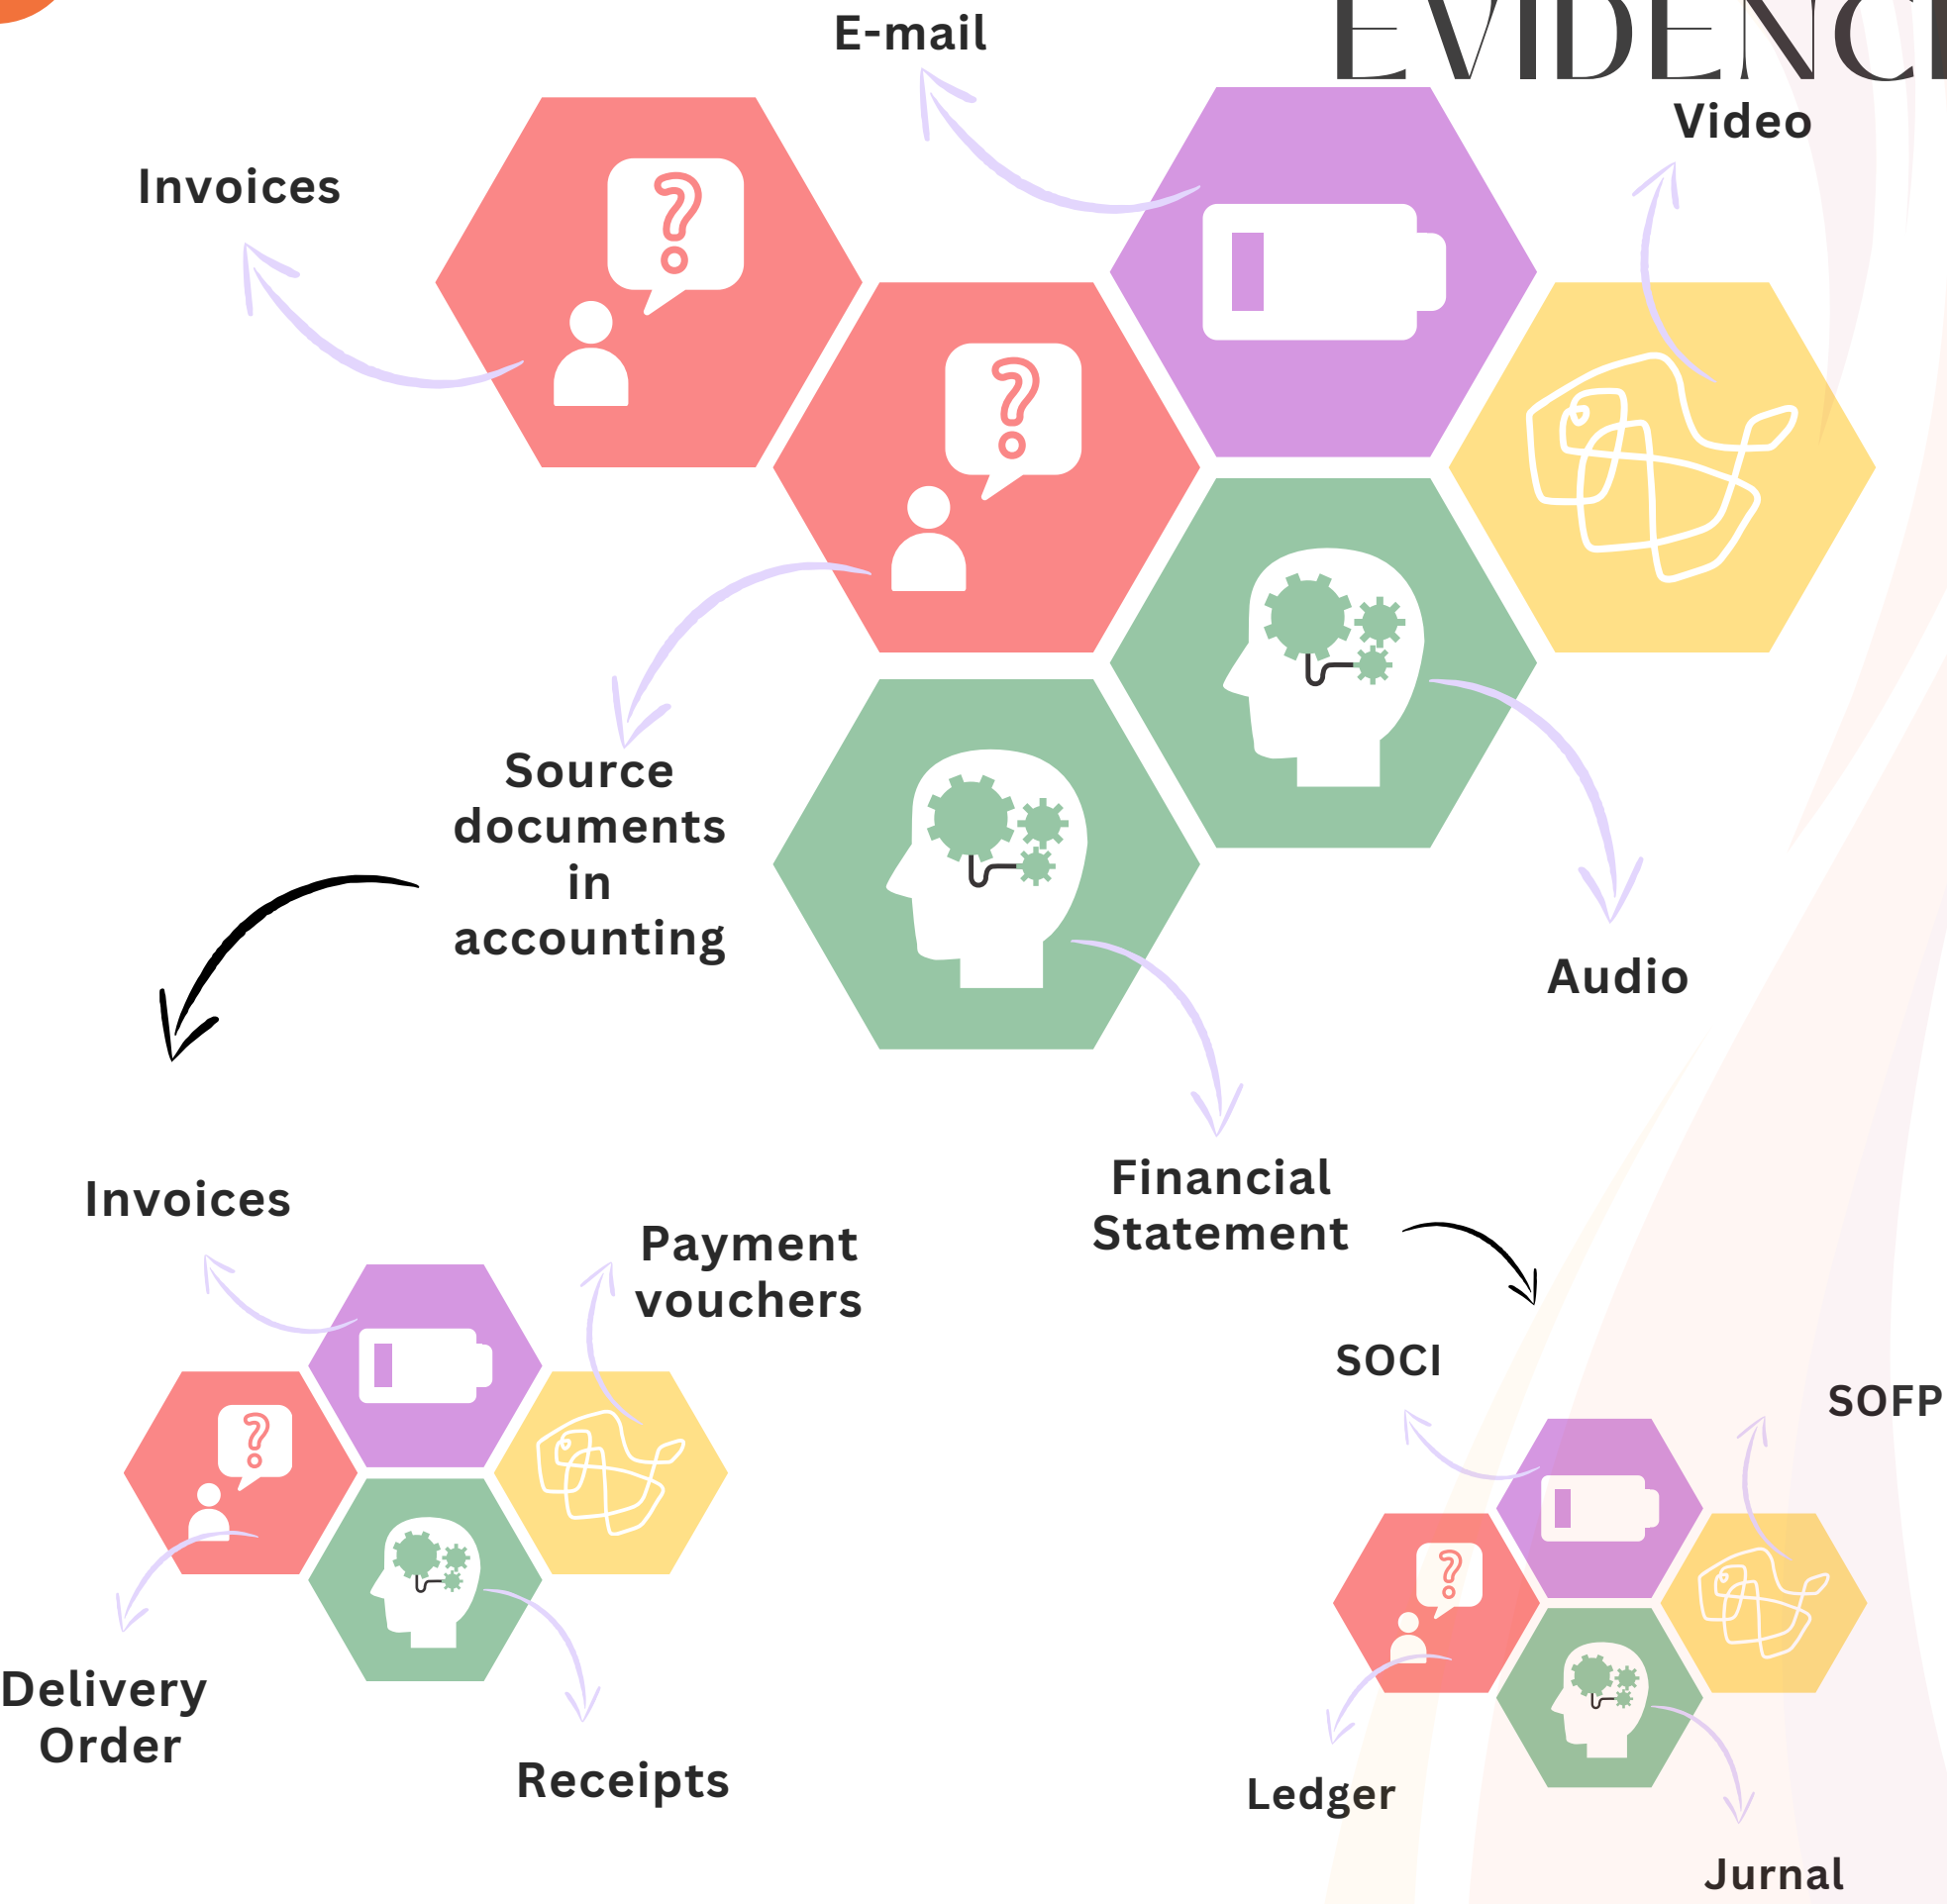 E-mail
EVIDENC
Video
Invoices
Source
documents
in
accounting
Audio
Financial
Statement
Invoices
Payment
vouchers
Delivery
Order
Receipts
SOCI
SOFP
Ledger
Jurnal